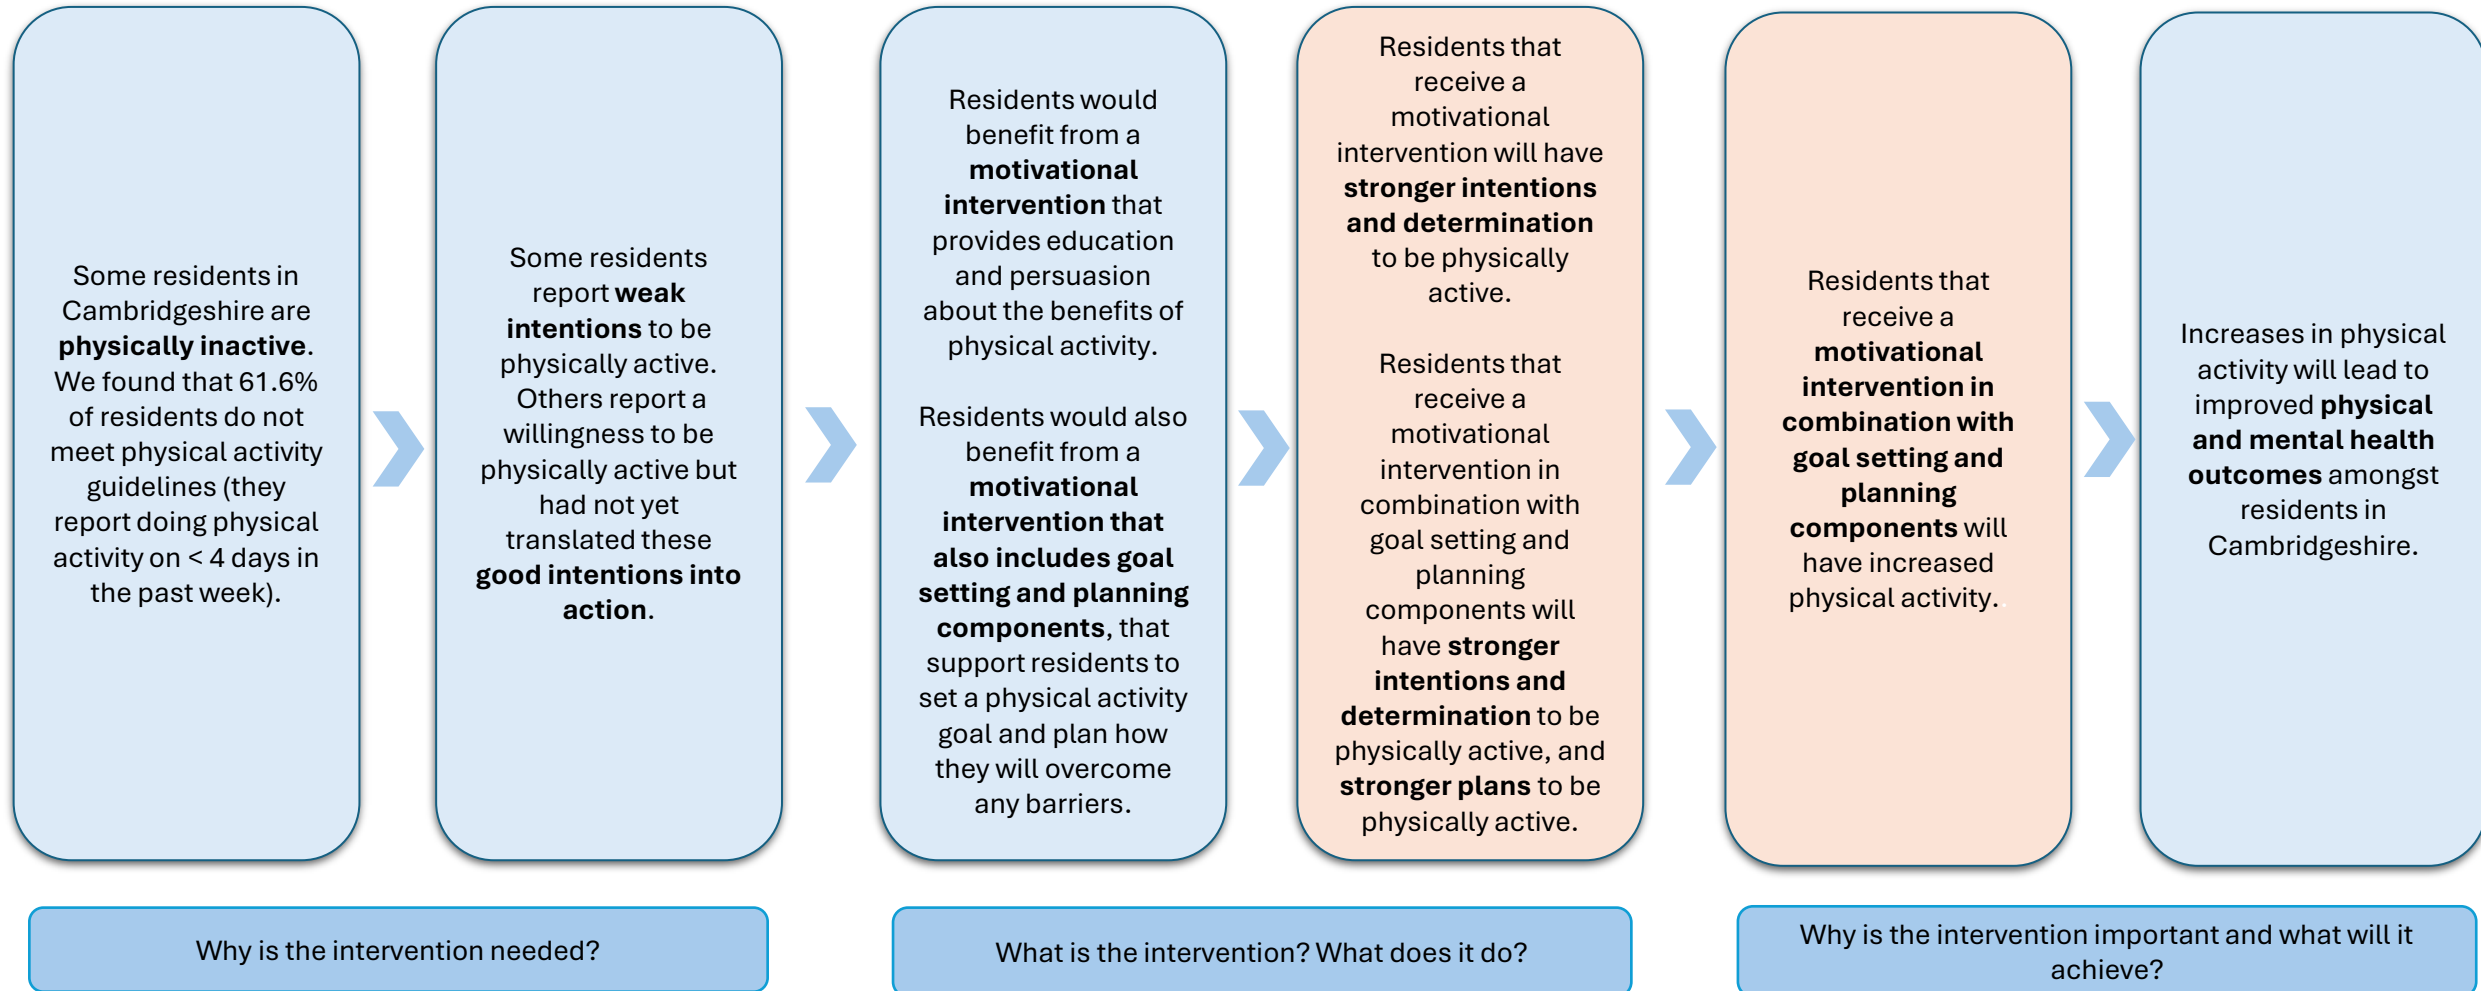 Some residents in
Cambridgeshire are
physically inactive.
We found that 61.6%
of residents do not
meet physical activity
guidelines (they
report doing physical
activity on < 4 days in
the past week).
Some residents
report weak
intentions to be
physically active.
Others report a
willingness to be
physically active but
had not yet
translated these
good intentions into
action.
Residents would
benefit from a
motivational
intervention that
provides education
and persuasion
about the benefits of
physical activity.
Residents would also
benefit from a
motivational
intervention that
also includes goal
setting and planning
components, that
support residents to
set a physical activity
goal and plan how
they will overcome
any barriers.
Residents that
receive a
motivational
intervention will have
stronger intentions
and determination
to be physically
active.
Residents that
receive a
motivational
intervention in
combination with
goal setting and
planning
components will
have stronger
intentions and
determination to be
physically active, and
stronger plans to be
physically active.
Residents that
receive a
motivational
intervention in
combination with
goal setting and
planning
components will
have increased
physical activity.
Increases in physical
activity will lead to
improved physical
and mental health
outcomes amongst
residents in
Cambridgeshire.
Why is the intervention needed?
What is the intervention? What does it do?
Why is the intervention important and what will it
achieve?